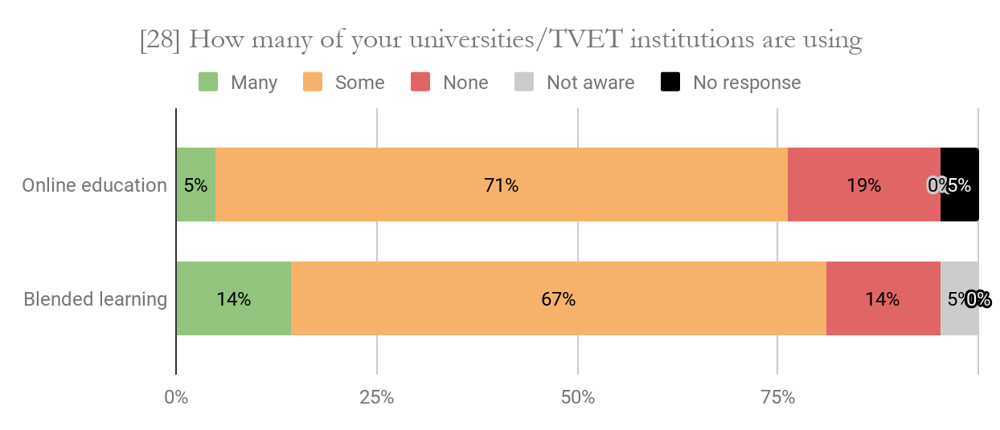 [28] How many of your universities/TVET institutions are using
Many Some None Not aware No response
Online education 5% 71% 19% 0% 5%
Blended learning 14% 67% 14% 5% 0%
0% 25% 50% 75%